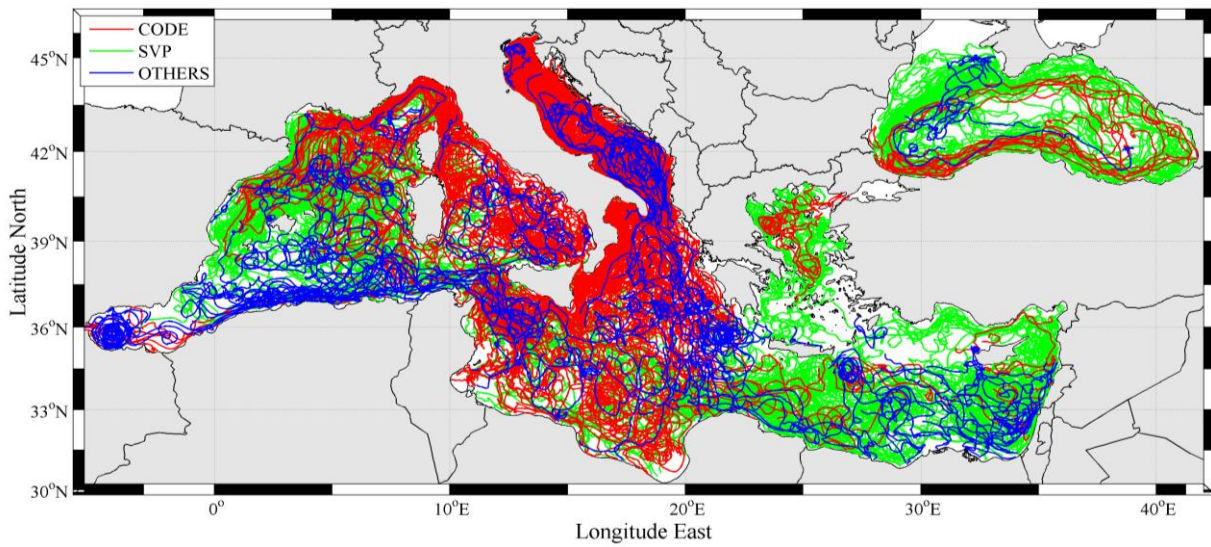 CODE
SVP
OTHERS
45°N
42°N
39°N
36°N
33°N
30°N
Latitude North
0°
10°E
20°E
30°E
40°E
Longitude East